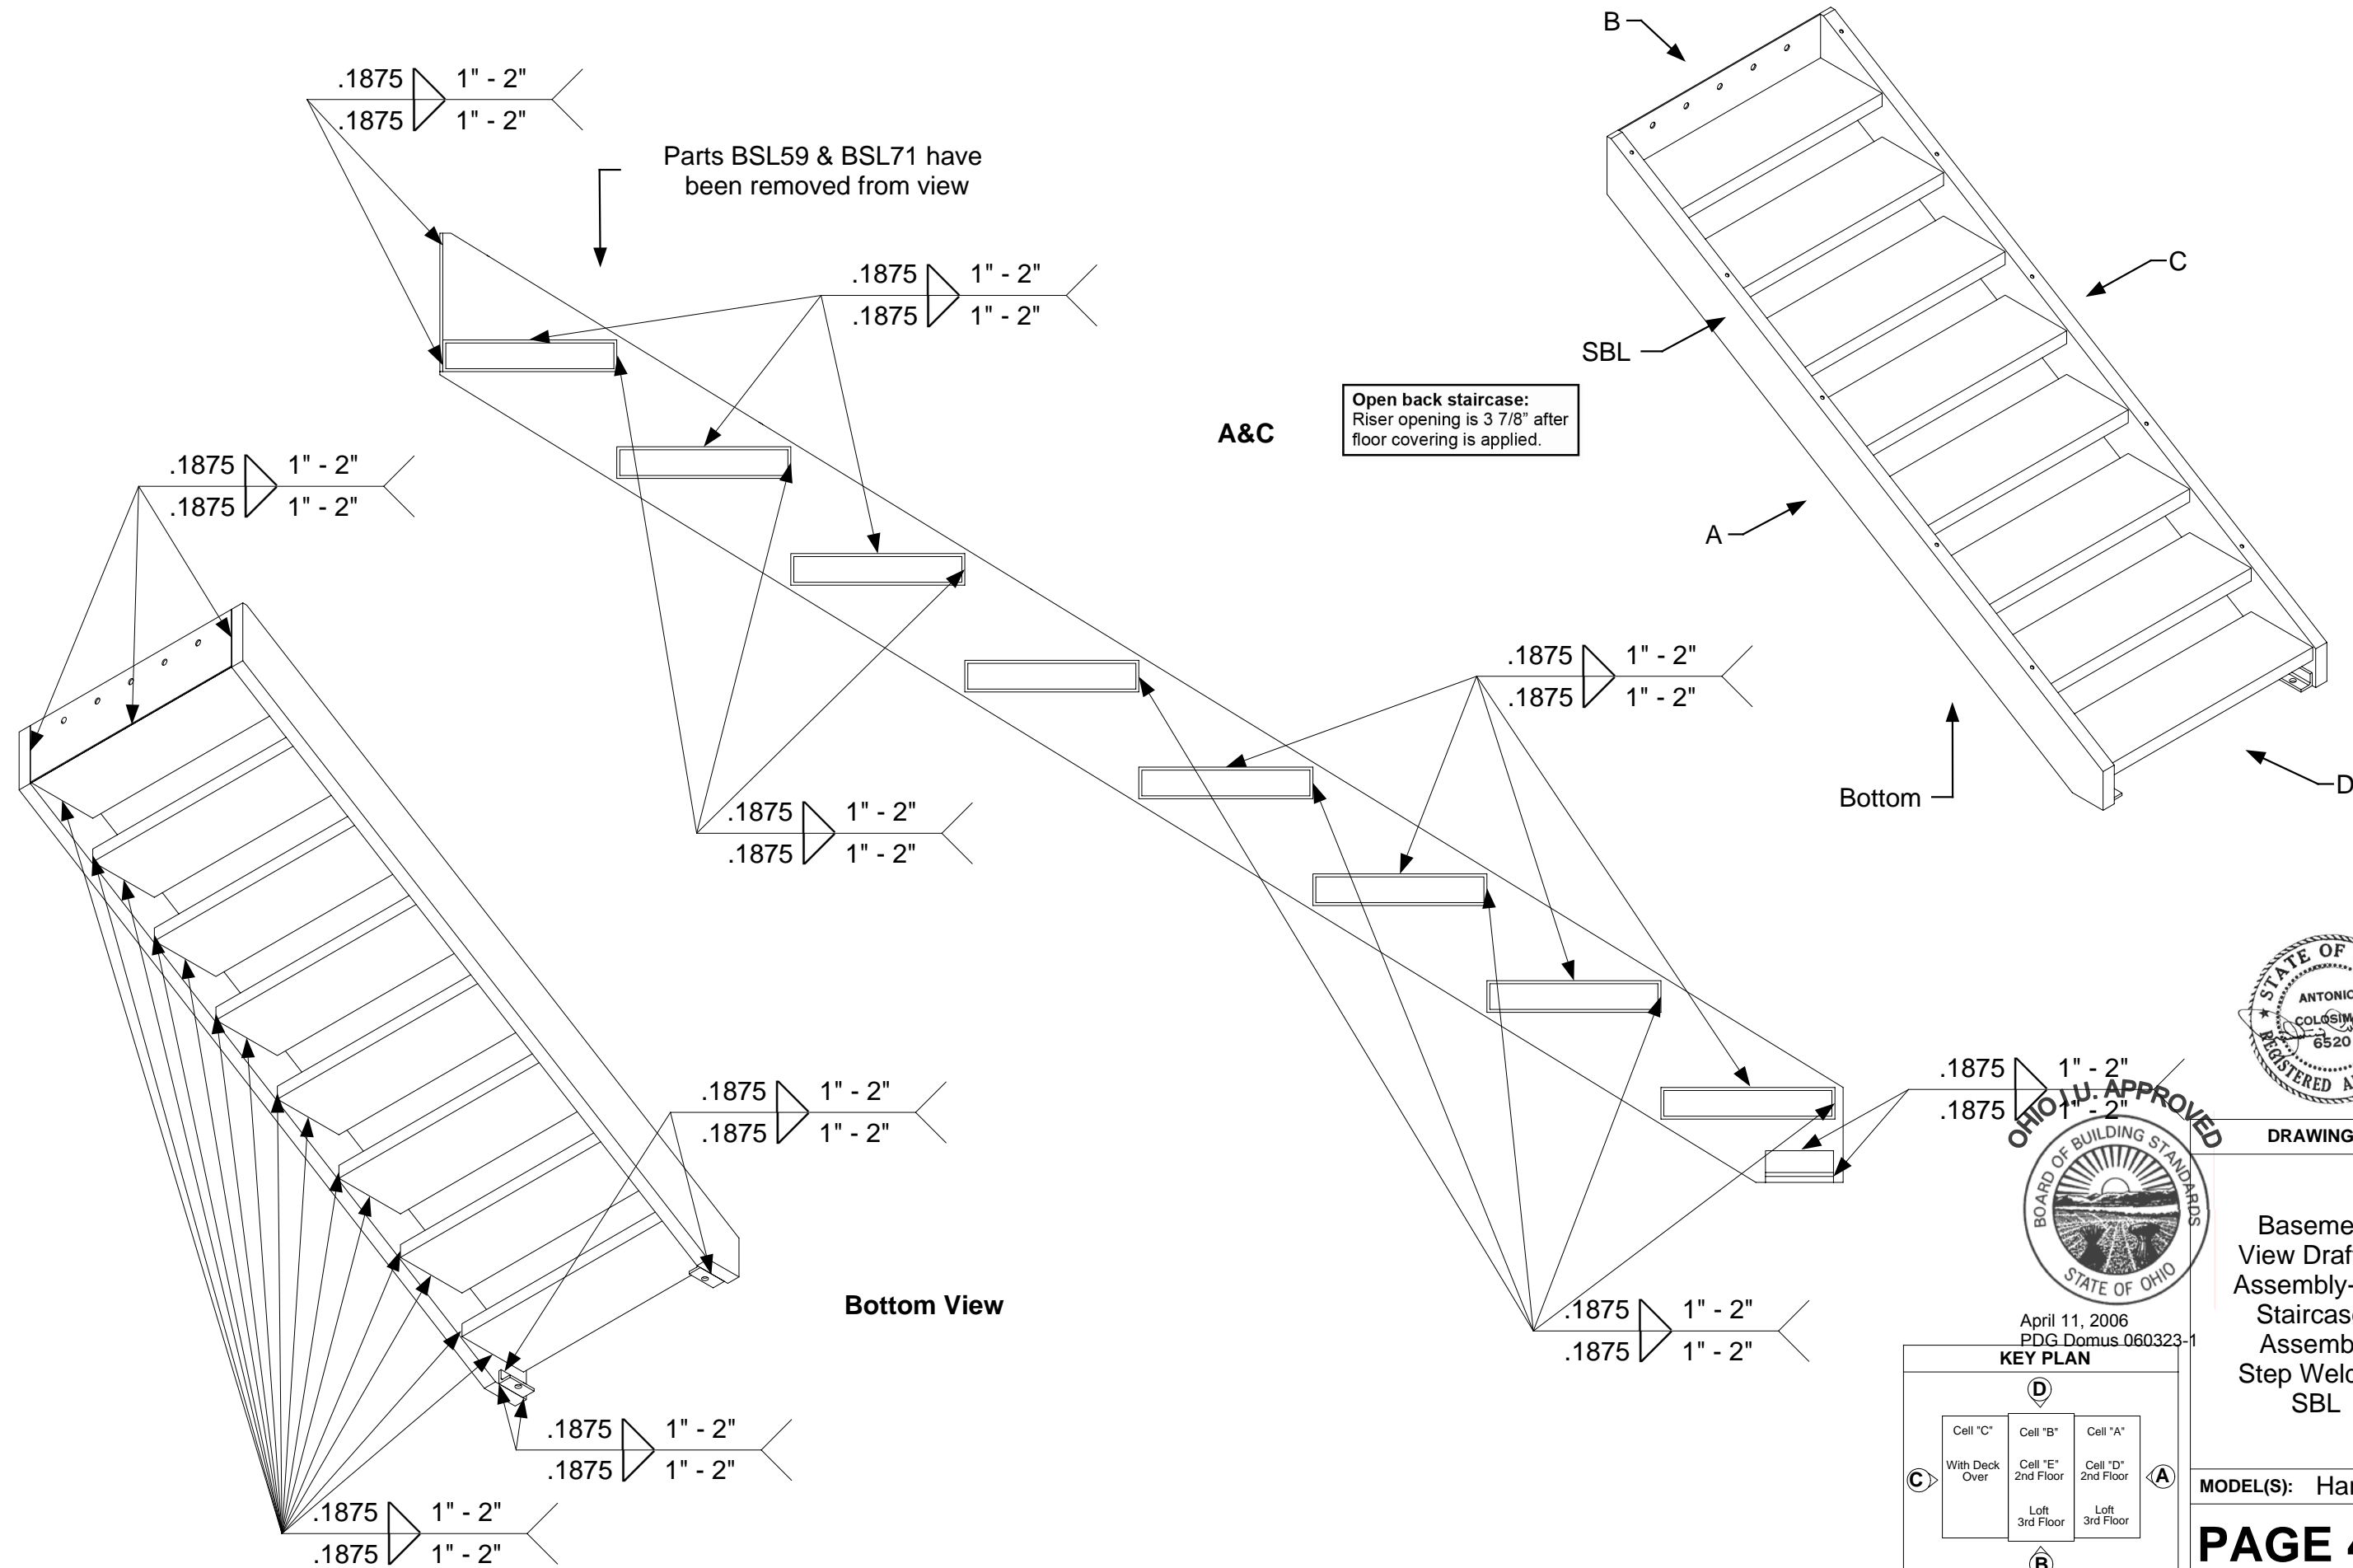 .1875 1" - 2"
.1875 1" - 2"
Parts BSL59 & BSL71 have
been removed from view
.1875 1" - 2"
.1875 1" - 2"
B
C
SBL
A
Bottom
D
A&C
Open back staircase:
Riser opening is 3 7/8" after
floor covering is applied.
.1875 1" - 2"
.1875 1" - 2"
.1875 1" - 2"
.1875 1" - 2"
.1875 1" - 2"
.1875 1" - 2"
.1875 1" - 2"
.1875 1" - 2"
.1875 1" - 2"
.1875 1" - 2"
Bottom View
.1875 1" - 2"
.1875 1" - 2"
.1875 1" - 2"
.1875 1" - 2"
.1875 1" - 2"
.1875 1" - 2"
STATE OF
ANTONIO
COLOSIM
6520
REGISTERED A
OHIO I.U. APPROVED
BOARD OF BUILDING STANDARDS
STATE OF OHIO
April 11, 2006
PDG Domus 060323-1
KEY PLAN
D
Cell "C" Cell "B" Cell "A"
With Deck
Over
Cell "E"
2nd Floor
Cell "D"
2nd Floor
C
A
Loft
3rd Floor
Loft
3rd Floor
B
DRAWING
Baseme
View Draf
Assembly-
Staircas
Assemb
Step Weld
SBL
MODEL(S): Har
PAGE 4